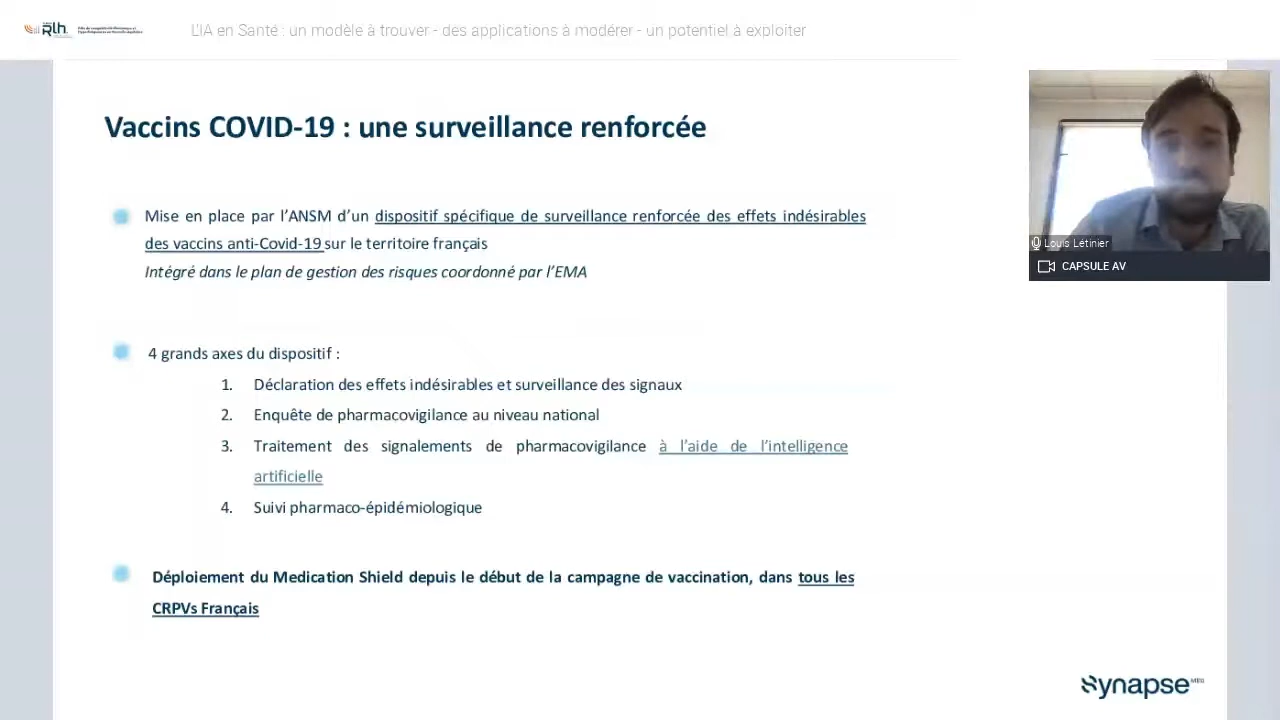 Rlh
L'IA en Santé : un modèle à trouver - des applications à modérer - un potentiel à exploiter
Vaccins COVID-19 : une surveillance renforcée
Mise en place par l'ANSM d'un dispositif spécifique de surveillance renforcée des effets indésirables
des vaccins anti-Covid-19 sur le territoire français
Intégré dans le plan de gestion des risques coordonné par l'EMA
4 grands axes du dispositif :
1. Déclaration des effets indésirables et surveillance des signaux
2. Enquête de pharmacovigilance au niveau national
3. Traitement des signalements de pharmacovigilance à l'aide de l'intelligence
artificielle
4. Suivi pharmaco-épidémiologique
Déploiement du Medication Shield depuis le début de la campagne de vaccination, dans tous les
CRPVs Français
Louis Létinier
CAPSULE AV
Synapse